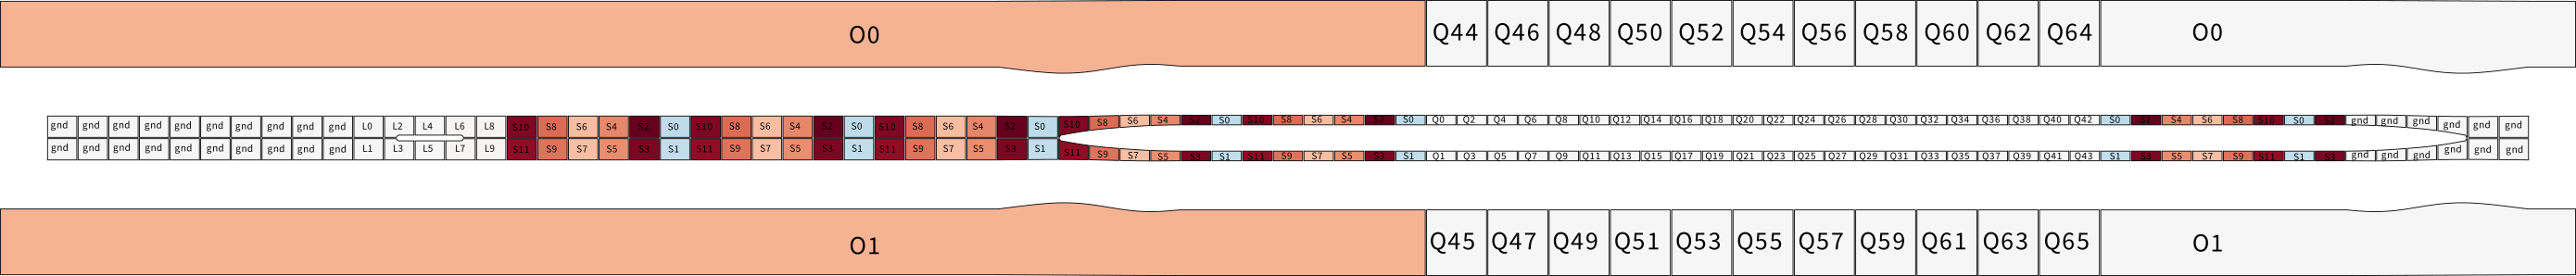 O0 Q44 Q46 Q48 Q50 Q52 Q54 Q56 Q58 Q60 Q62 Q64 O0
gnd gnd gnd gnd gnd gnd gnd gnd gnd gnd L0 L2 L4 L6 L8 S10 S8 S6 S4 S2 S0 S10 S8 S6 S4 S2 S0 S10 S8 S6 S4 S2 S0 S10 S8 S6 S4 S2 S0 S10 S8 S6 S4 S2 S0 Q0 Q2 Q4 Q6 Q8 Q10 Q12 Q14 Q16 Q18 Q20 Q22 Q24 Q26 Q28 Q30 Q32 Q34 Q36 Q38 Q40 Q42 S0 S2 S4 S6 S8 S10 S0 S2 gnd gnd gnd gnd gnd gnd
gnd gnd gnd gnd gnd gnd gnd gnd gnd gnd L1 L3 L5 L7 L9 S11 S9 S7 S5 S3 S1 S11 S9 S7 S5 S3 S1 S11 S9 S7 S5 S3 S1 S11 S9 S7 S5 S3 S1 S11 S9 S7 S5 S3 S1 Q1 Q3 Q5 Q7 Q9 Q11 Q13 Q15 Q17 Q19 Q21 Q23 Q25 Q27 Q29 Q31 Q33 Q35 Q37 Q39 Q41 Q43 S1 S3 S5 S7 S9 S11 S1 S3 gnd gnd gnd gnd gnd gnd
O1 Q45 Q47 Q49 Q51 Q53 Q55 Q57 Q59 Q61 Q63 Q65 O1